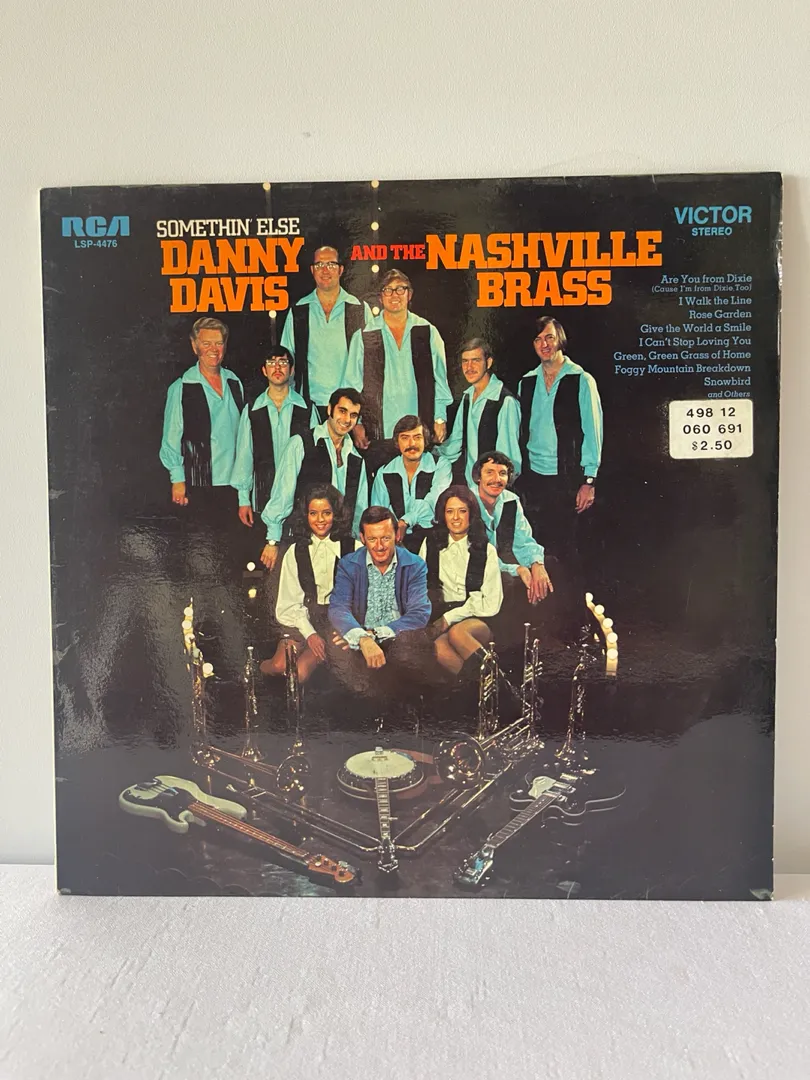 RCA
LSP-4476
SOMETHIN' ELSE
DANNY
DAVIS
AND THE NASHVILLE
BRASS
VICTOR
STEREO
Are You from Dixie
(Cause I'm from Dixie, Too)
I Walk the Line
Rose Garden
Give the World a Smile
I Can't Stop Loving You
Green, Green Grass of Home
Foggy Mountain Breakdown
Snowbird
and Others
498 12
060 691
$2.50